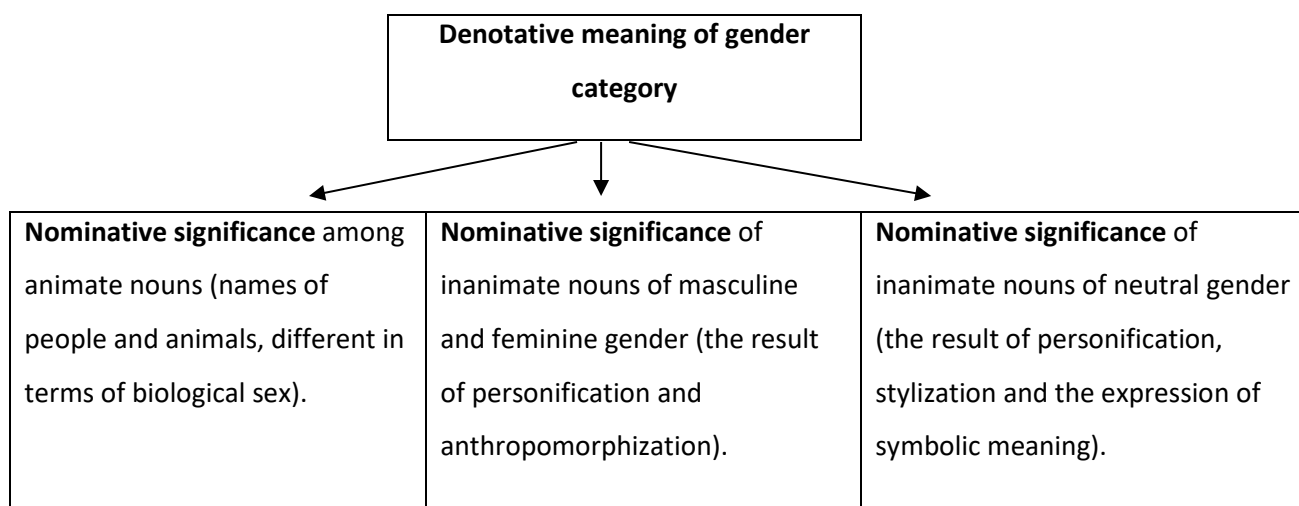 Denotative meaning of gender
category
Nominative significance among
animate nouns (names of
people and animals, different in
terms of biological sex).
Nominative significance of
inanimate nouns of masculine
and feminine gender (the result
of personification and
anthropomorphization).
Nominative significance of
inanimate nouns of neutral gender
(the result of personification,
stylization and the expression of
symbolic meaning).